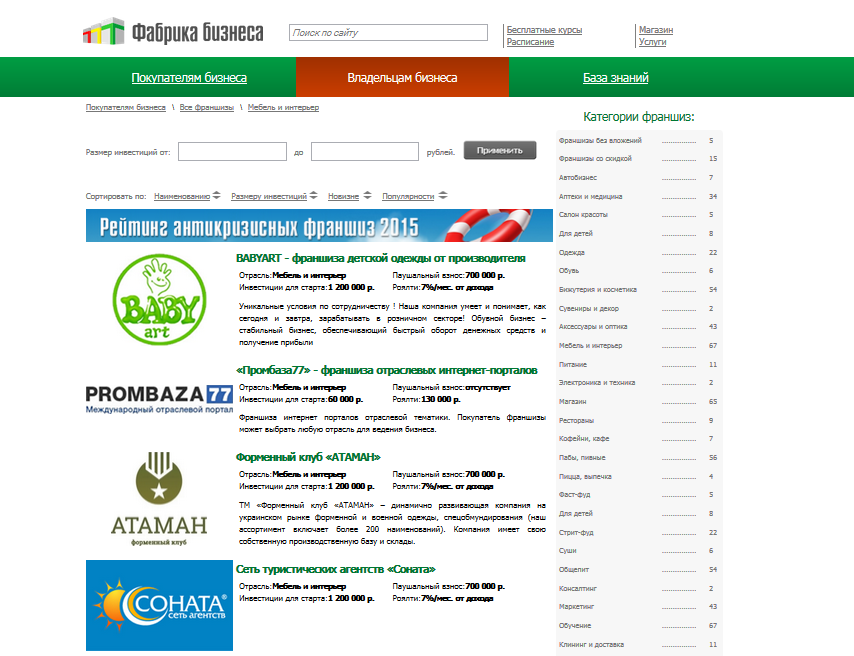 Фабрика бизнеса
Поиск по сайту
Бесплатные курсы
Расписание
Магазин
Услуги
Покупателям бизнеса
Владельцам бизнеса
База знаний
Покупателям бизнеса \ Все франшизы \ Мебель и интерьер
Размер инвестиций от: до рублей. Применить
Сортировать по: Наименованию Размеру инвестиций Новизне Популярности
Рейтинг антикризисных франшиз 2015
BABY
art
BABYART - франшиза детской одежды от производителя
Отрасль:Мебель и интерьер Паушальный взнос:700 000 р.
Инвестиции для старта:1 200 000 р. Роялти:7%/мес. от дохода
Уникальные условия по сотрудничеству ! Наша компания умеет и понимает, как
сегодня и завтра, зарабатывать в розничном секторе! Обувной бизнес –
стабильный бизнес, обеспечивающий быстрый оборот денежных средств и
получение прибыли
PROMBAZA 77
Международный отраслевой портал
«Промбаза77» - франшиза отраслевых интернет-порталов
Отрасль:Мебель и интерьер Паушальный взнос:отсутствует
Инвестиции для старта:60 000 р. Роялти:130 000 р.
Франшиза интернет порталов отраслевой тематики. Покупатель франшизы
может выбрать любую отрасль для ведения бизнеса.
АТАМАН
форменный клуб
Форменный клуб «АТАМАН»
Отрасль:Мебель и интерьер Паушальный взнос:700 000 р.
Инвестиции для старта:1 200 000 р. Роялти:7%/мес. от дохода
ТМ «Форменный клуб «АТАМАН» – динамично развивающая компания на
украинском рынке форменной и военной одежды, спецобмундирования (наш
ассортимент включает более 200 наименований). Компания имеет свою
собственную производственную базу и склады.
СОНАТА®
сеть агентств
Сеть туристических агентств «Соната»
Отрасль:Мебель и интерьер Паушальный взнос:700 000 р.
Инвестиции для старта:1 200 000 р. Роялти:7%/мес. от дохода
Категории франшиз:
Франшизы без вложений ................ 5
Франшизы со скидкой ................ 15
Автобизнес ................ 7
Аптеки и медицина ................ 34
Салон красоты ................ 5
Для детей ................ 8
Одежда ................ 22
Обувь ................ 6
Бижутерия и косметика ................ 54
Сувениры и декор ................ 2
Аксессуары и оптика ................ 43
Мебель и интерьер ................ 67
Питание ................ 11
Электроника и техника ................ 2
Магазин ................ 65
Рестораны ................ 9
Кофейни, кафе ................ 7
Пабы, пивные ................ 56
Пицца, выпечка ................ 4
Фаст-фуд ................ 5
Для детей ................ 8
Стрит-фуд ................ 22
Суши ................ 6
Общепит ................ 54
Консалтинг ................ 2
Маркетинг ................ 43
Обучение ................ 67
Клининг и доставка ................ 11